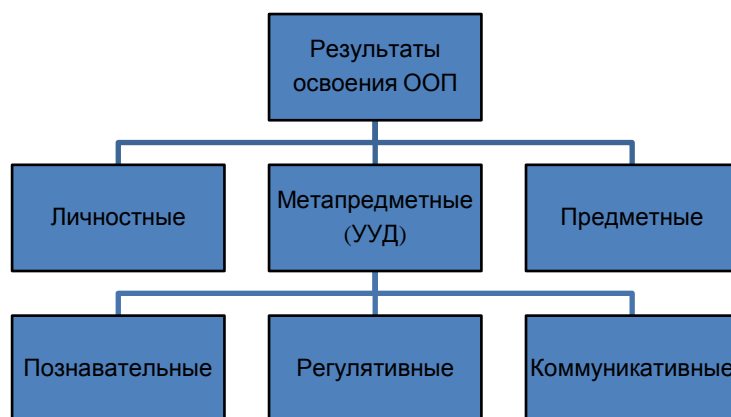 Результаты
освоения ООП
Личностные
Метапредметные
(УУД)
Предметные
Познавательные
Регулятивные
Коммуникативные